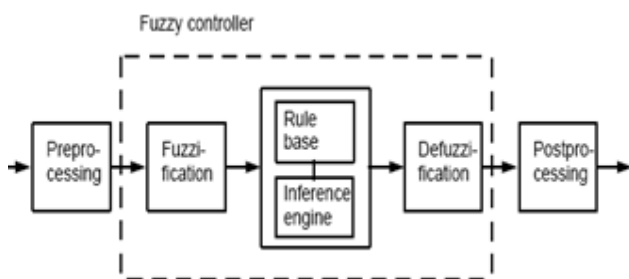 Fuzzy controller
Prepro-
cessing
Fuzzi-
fication
Rule
base
Inference
engine
Defuzzi-
fication
Postpro-
cessing